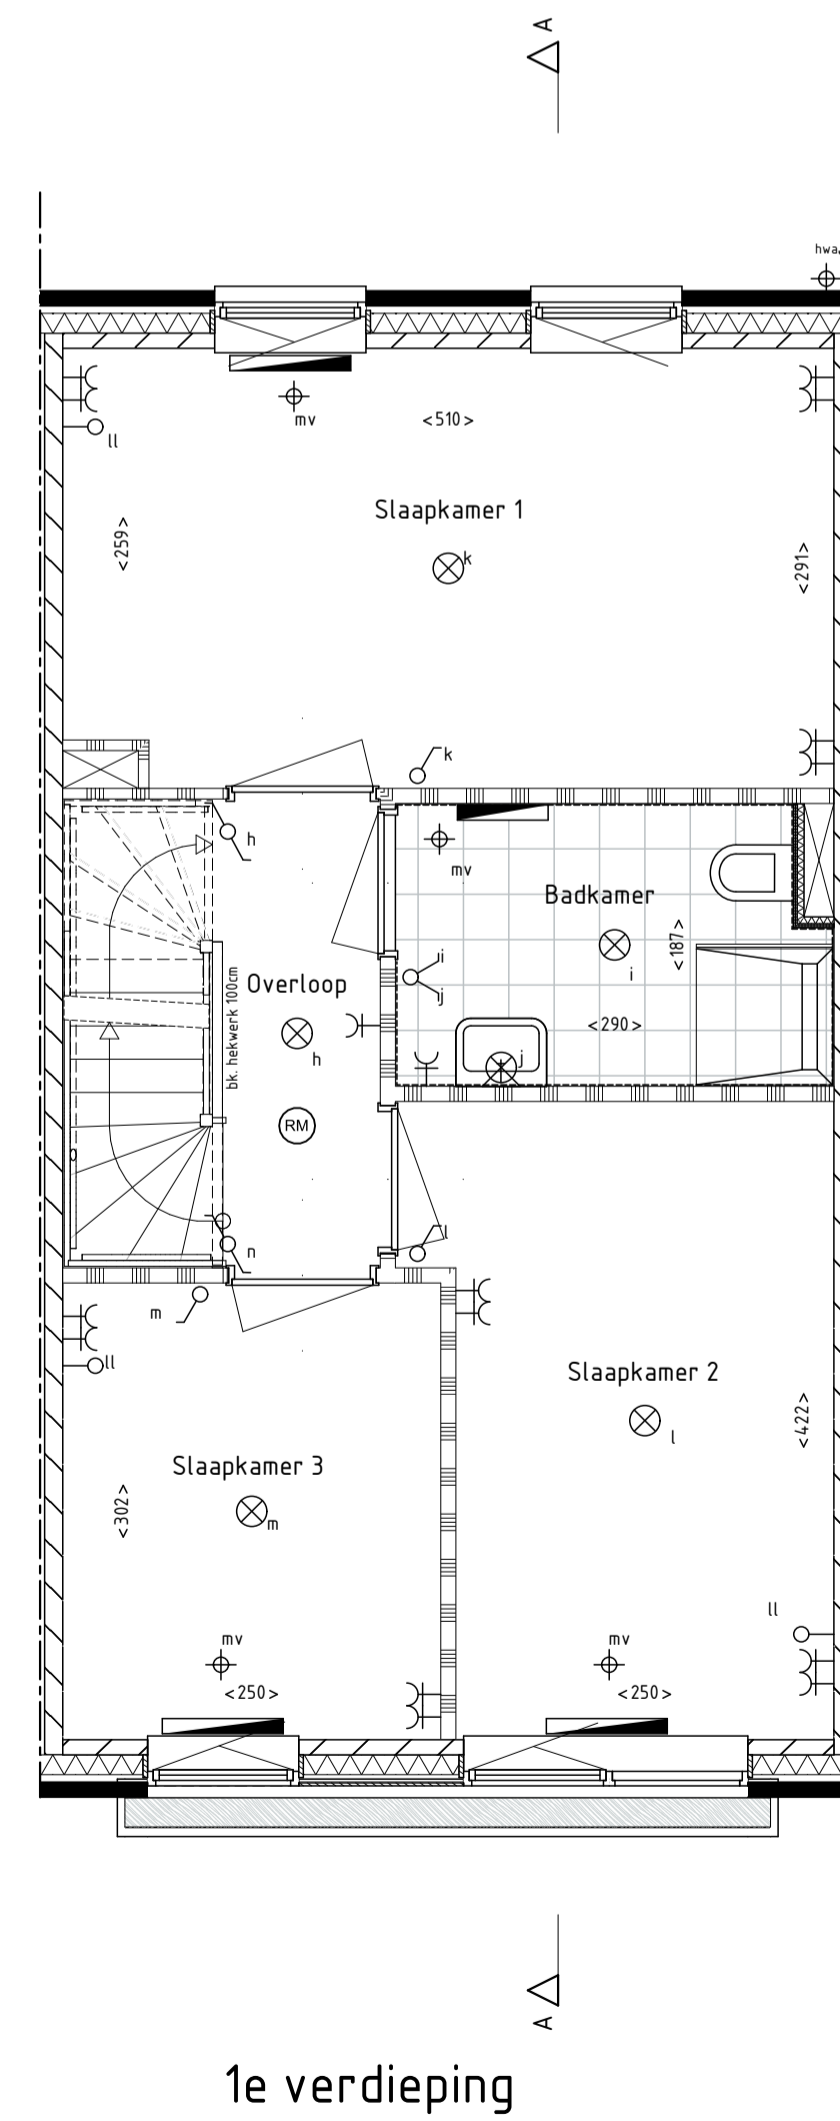 A
hwa
mv
<510>
ll
Slaapkamer 1
<259>
<291>
k
k
h
mv
Badkamer
<187>
i
i
j
Overloop
bk. hekwerk 100cm
<290>
h
j
RM
l
n
m
ll
Slaapkamer 2
<422>
l
Slaapkamer 3
<302>
m
ll
mv
mv
<250>
<250>
A
1e verdieping